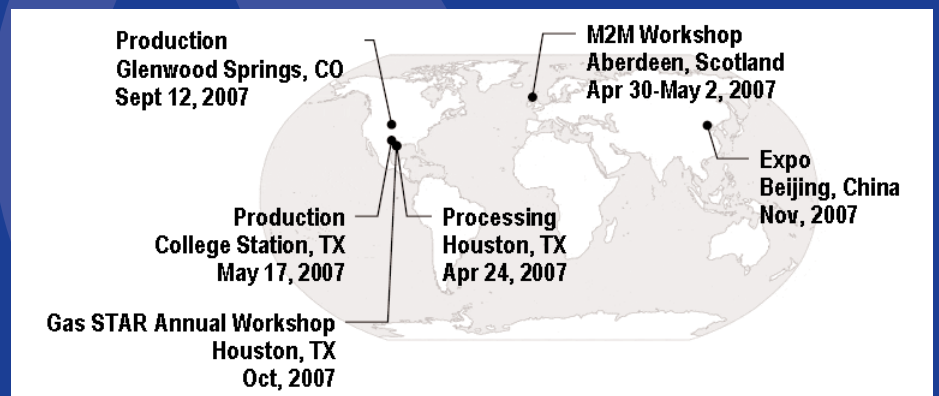 Production
Glenwood Springs, CO
Sept 12, 2007
M2M Workshop
Aberdeen, Scotland
Apr 30-May 2, 2007
Expo
Beijing, China
Nov, 2007
Production
College Station, TX
May 17, 2007
Processing
Houston, TX
Apr 24, 2007
Gas STAR Annual Workshop
Houston, TX
Oct, 2007